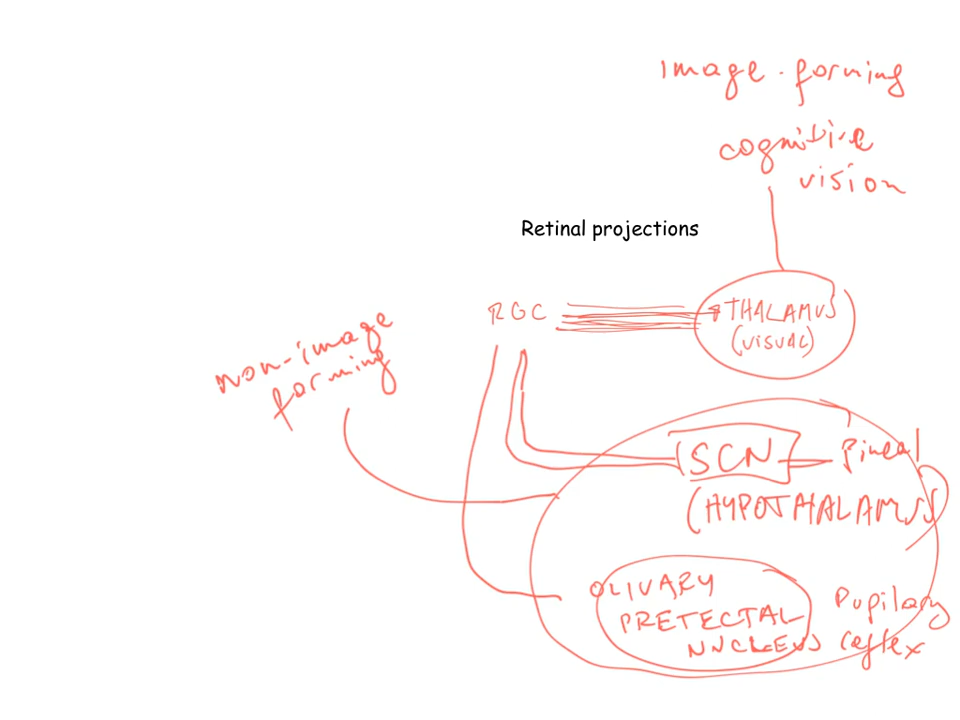 image-forming
cognitive
vision
Retinal projections
RGC
THALAMUS
(VISUAL)
non-image
forming
SCN
Pineal
(HYPOTHALAMUS)
OLIVARY
PRETECTAL
NUCLEUS
Pupilary
reflex